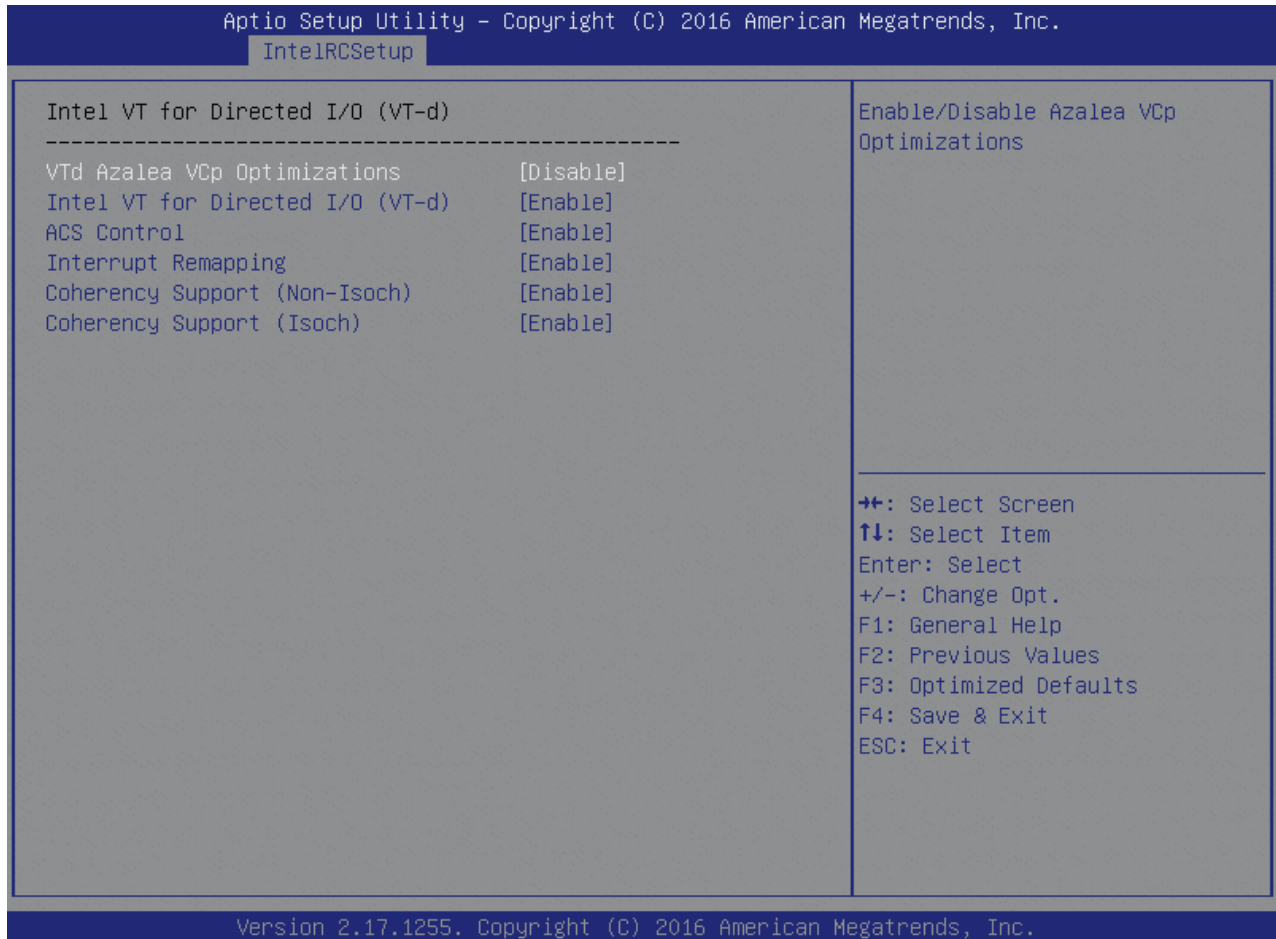 Aptio Setup Utility – Copyright (C) 2016 American Megatrends, Inc.
IntelRCSetup
Intel VT for Directed I/O (VT-d)
--------------------------------------------------
VTd Azalea VCp Optimizations [Disable]
Intel VT for Directed I/O (VT-d) [Enable]
ACS Control [Enable]
Interrupt Remapping [Enable]
Coherency Support (Non-Isoch) [Enable]
Coherency Support (Isoch) [Enable]
Enable/Disable Azalea VCp
Optimizations
→←: Select Screen
↑↓: Select Item
Enter: Select
+/-: Change Opt.
F1: General Help
F2: Previous Values
F3: Optimized Defaults
F4: Save & Exit
ESC: Exit
Version 2.17.1255. Copyright (C) 2016 American Megatrends, Inc.